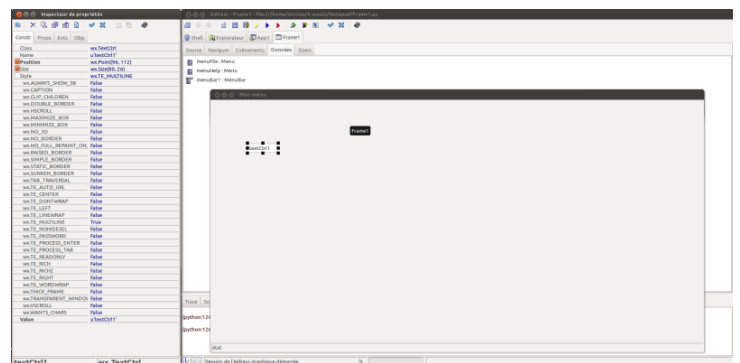 Inspecteur de propriétés
Constr Props Evts Objs
Class wx.TextCtrl
Name u'textCtrl1'
Position wx.Point(96, 112)
Size wx.Size(80, 26)
Style wx.TE_MULTILINE
wx.ALWAYS_SHOW_SB False
wx.CAPTION False
wx.CLIP_CHILDREN False
wx.DOUBLE_BORDER False
wx.HSCROLL False
wx.MAXIMIZE_BOX False
wx.MINIMIZE_BOX False
wx.NO_3D False
wx.NO_BORDER False
wx.NO_FULL_REPAINT_ON_ False
wx.RAISED_BORDER False
wx.SIMPLE_BORDER False
wx.STATIC_BORDER False
wx.SUNKEN_BORDER False
wx.TAB_TRAVERSAL False
wx.TE_AUTO_URL False
wx.TE_CENTER False
wx.TE_DONTWRAP False
wx.TE_LEFT False
wx.TE_LINEWRAP False
wx.TE_MULTILINE True
wx.TE_NOHIDESEL False
wx.TE_PASSWORD False
wx.TE_PROCESS_ENTER False
wx.TE_PROCESS_TAB False
wx.TE_READONLY False
wx.TE_RICH False
wx.TE_RICH2 False
wx.TE_RIGHT False
wx.TE_WORDWRAP False
wx.THICK_FRAME False
wx.TRANSPARENT_WINDOW False
wx.VSCROLL False
wx.WANTS_CHARS False
Value u'textCtrl1'
textCtrl1 wx.TextCtrl
Shell Explorateur App1 Frame1
Source Naviguer Evènements Données Sizers
menuFile : Menu
menuHelp : Menu
menuBar1 : MenuBar
Bloc-notes
Frame1
textCtrl1
Trace
état
Session de l'éditeur graphique démarrée